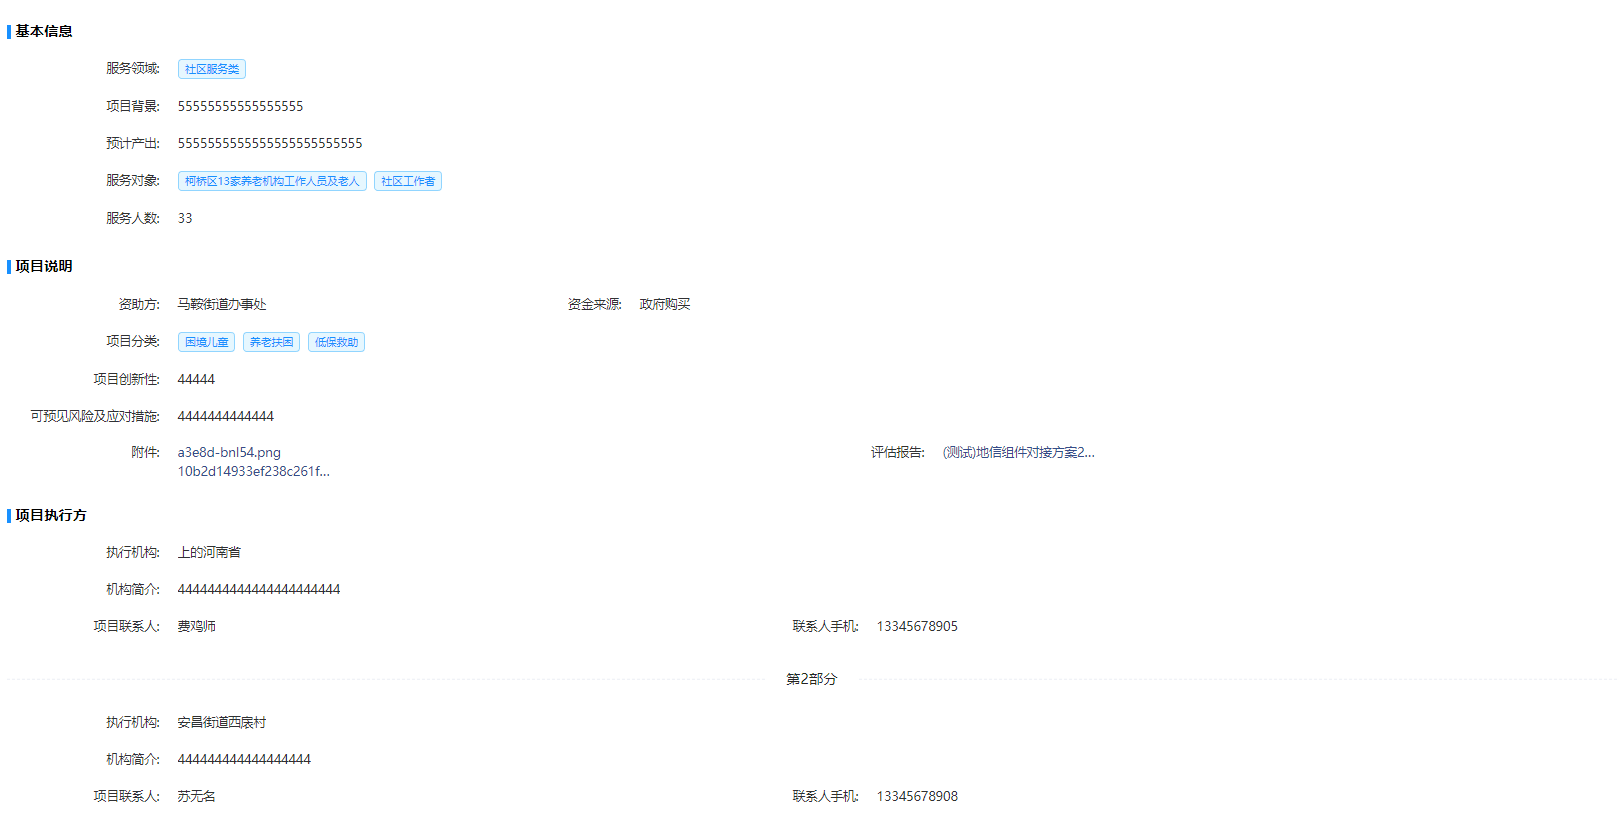 基本信息
服务领域: 社区服务类
项目背景: 55555555555555555
预计产出: 5555555555555555555555555
服务对象: 柯桥区13家养老机构工作人员及老人 社区工作者
服务人数: 33
项目说明
资助方: 马鞍街道办事处 资金来源: 政府购买
项目分类: 困境儿童 养老扶困 低保救助
项目创新性: 44444
可预见风险及应对措施: 4444444444444
附件: a3e8d-bnl54.png 评估报告: (测试)地信组件对接方案2...
10b2d14933ef238c261f...
项目执行方
执行机构: 上的河南省
机构简介: 4444444444444444444444
项目联系人: 费鸡师 联系人手机: 13345678905
第2部分
执行机构: 安昌街道西扆村
机构简介: 444444444444444444
项目联系人: 苏无名 联系人手机: 13345678908